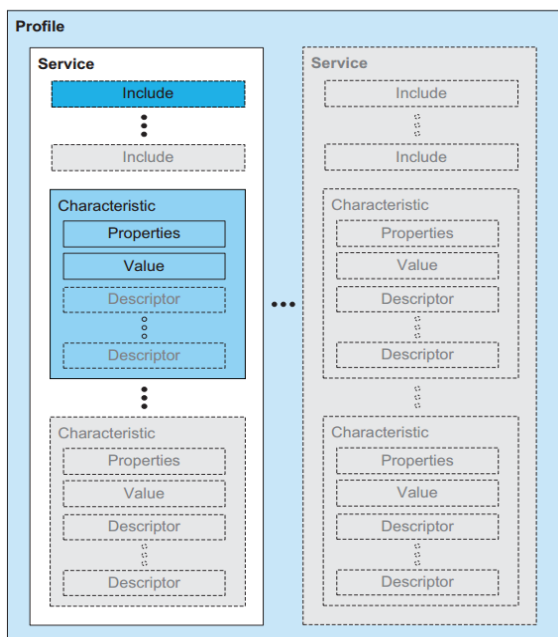 Profile
Service
Include
Include
Characteristic
Properties
Value
Descriptor
Descriptor
Characteristic
Properties
Value
Descriptor
Descriptor
Service
Include
Include
Characteristic
Properties
Value
Descriptor
Descriptor
Characteristic
Properties
Value
Descriptor
Descriptor